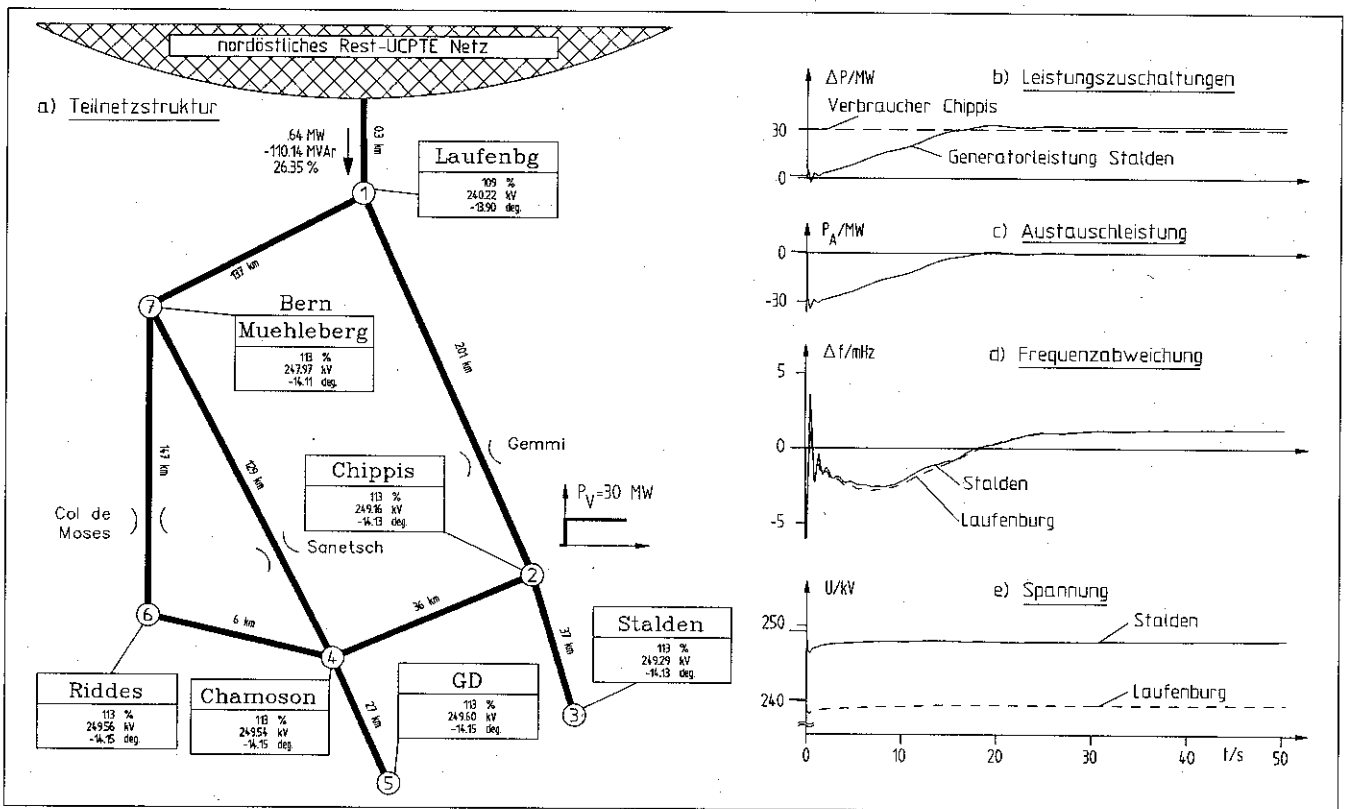 nordöstliches Rest-UCPTE Netz
a) Teilnetzstruktur
.64 MW
-110.14 MVAr
26.35 %
0.3 km
Laufenbg
109 %
240.22 kV
-13.90 deg.
1
137 km
201 km
7
Bern
Muehleberg
113 %
247.97 kV
-14.11 deg.
147 km
129 km
Gemmi
Chippis
113 %
249.16 kV
-14.13 deg.
P_V=30 MW
Col de
Moses
Sanetsch
2
6
6 km
36 km
37 km
4
Stalden
113 %
249.29 kV
-14.13 deg.
Riddes
113 %
249.56 kV
-14.15 deg.
Chamoson
113 %
249.54 kV
-14.15 deg.
27 km
GD
113 %
249.60 kV
-14.15 deg.
3
5
ΔP/MW
b) Leistungszuschaltungen
Verbraucher Chippis
30
Generatorleistung Stalden
0
P_A/MW
c) Austauschleistung
0
-30
Δf/mHz
d) Frequenzabweichung
5
0
Stalden
Laufenburg
-5
U/kV
e) Spannung
250
Stalden
Laufenburg
240
0 10 20 30 40 t/s 50